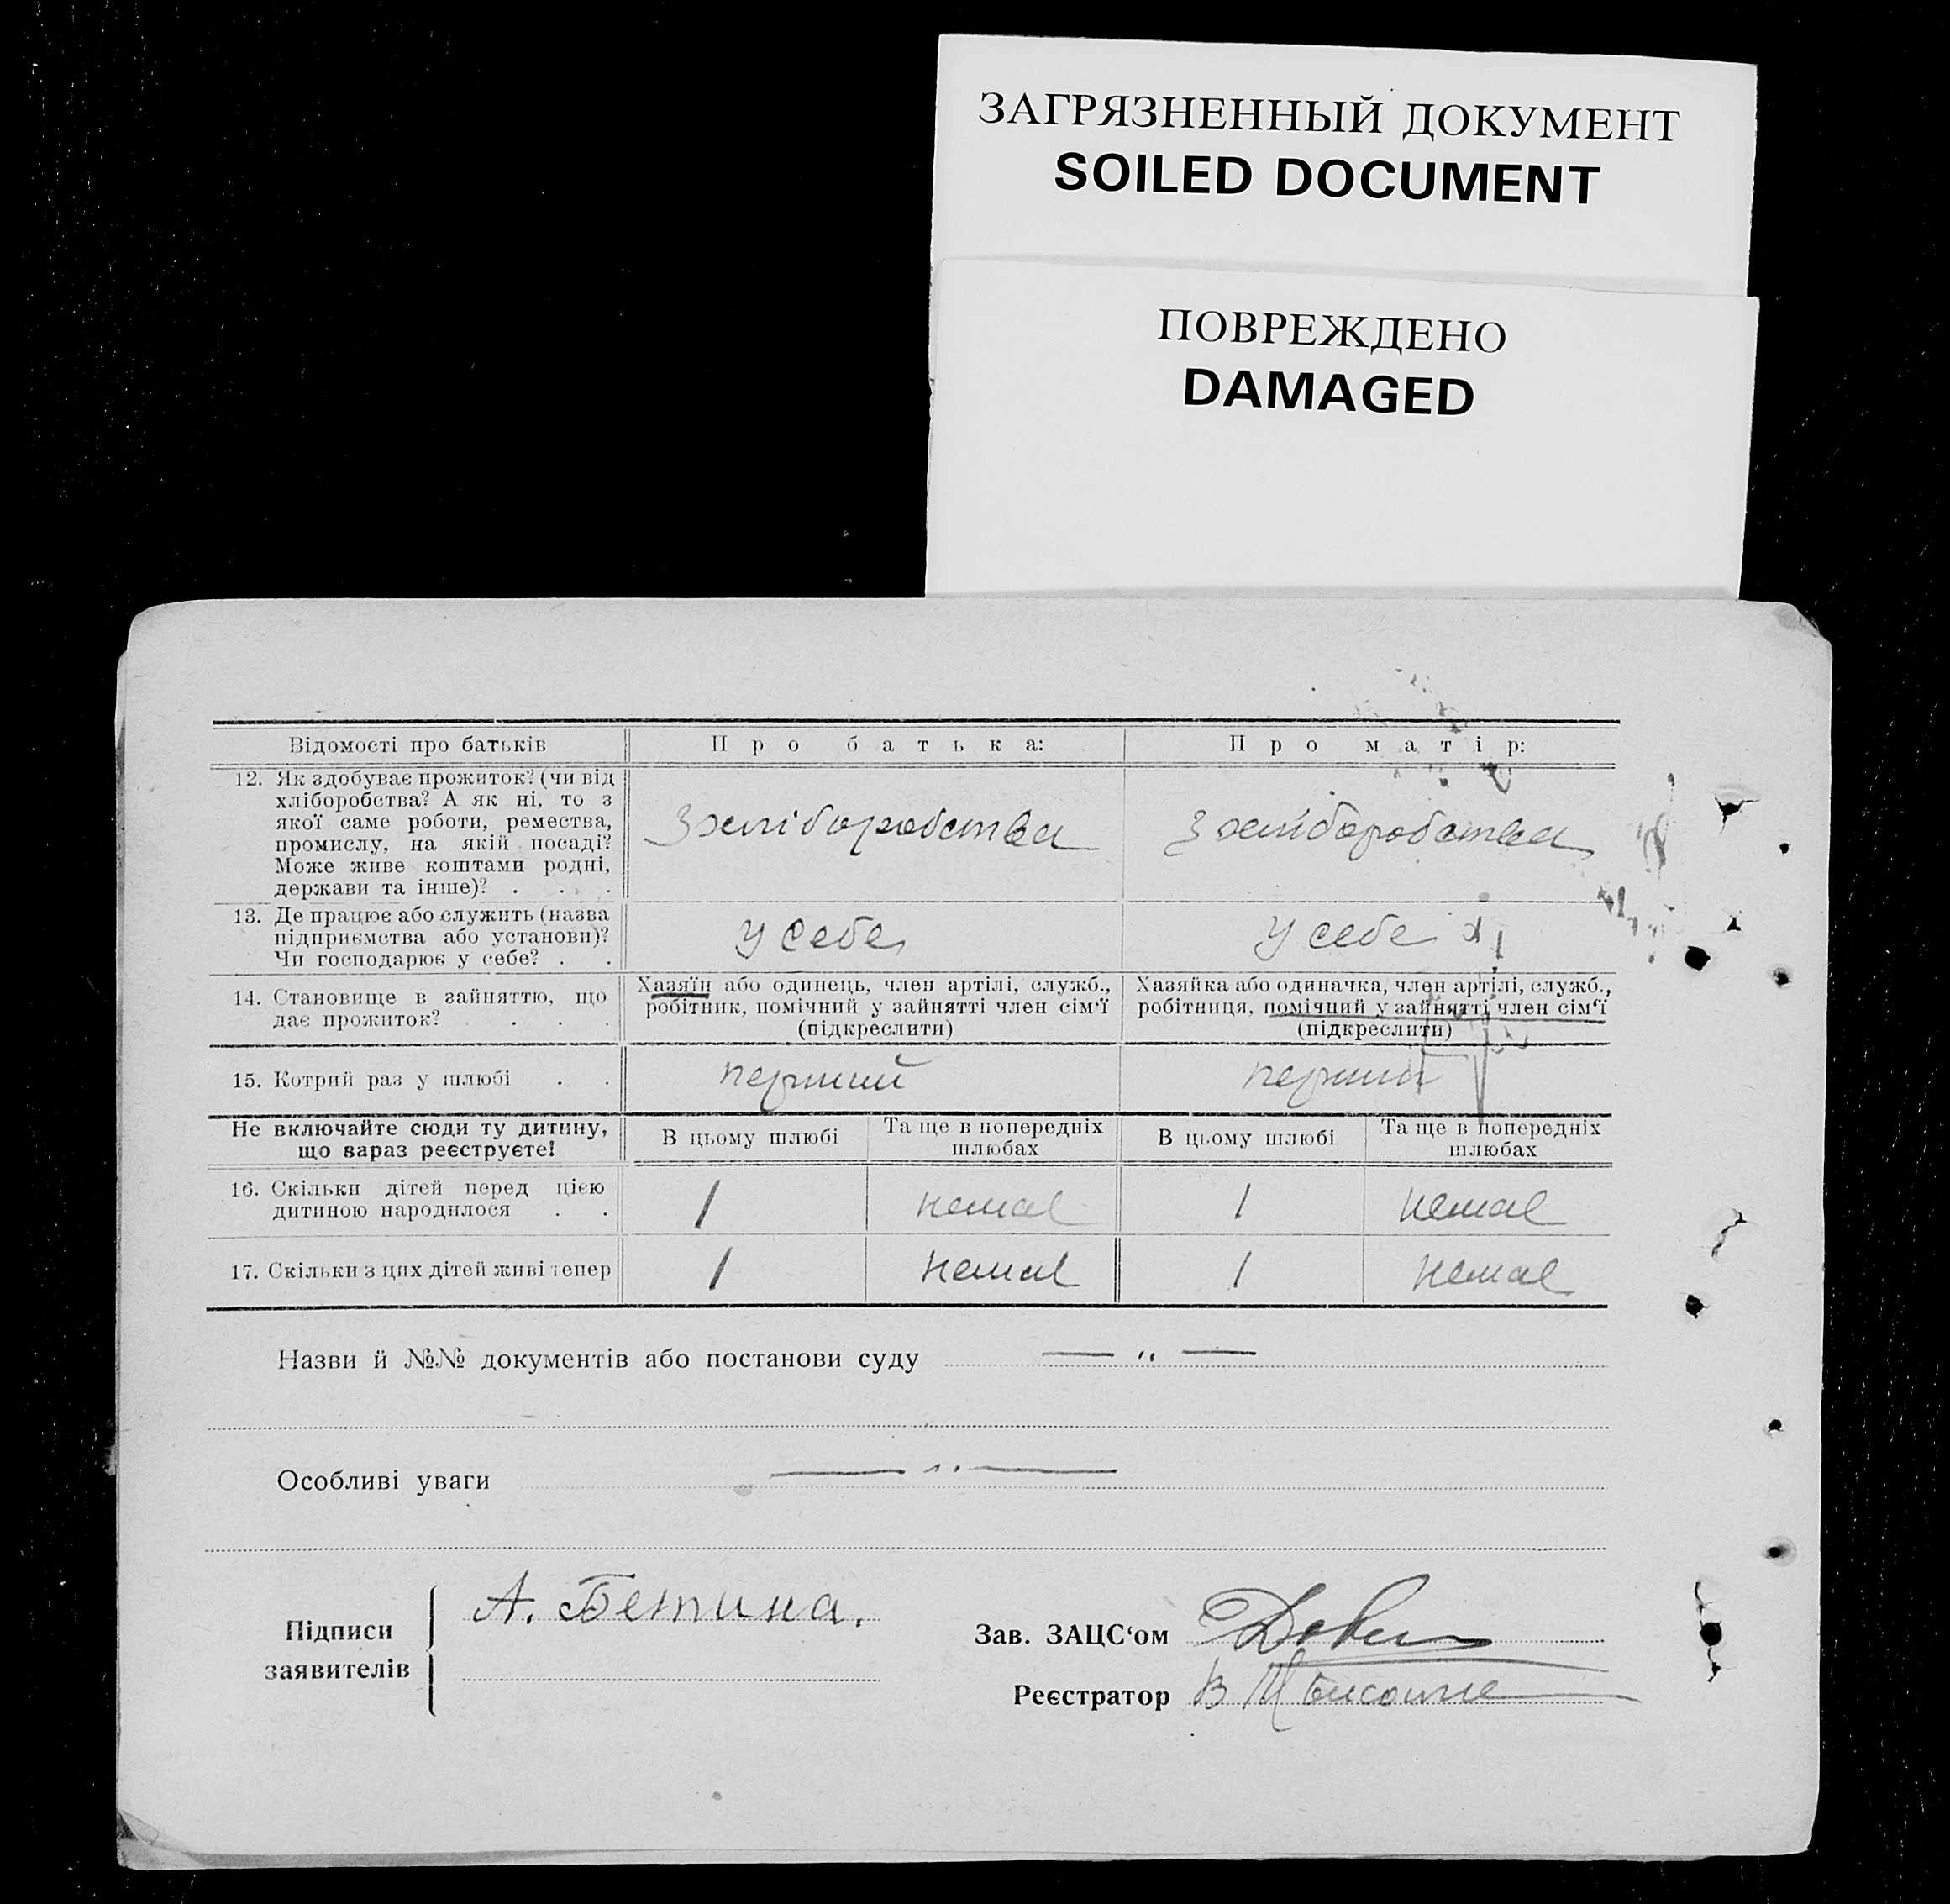 ЗАГРЯЗНЕННЫЙ ДОКУМЕНТ
SOILED DOCUMENT
ПОВРЕЖДЕНО
DAMAGED
Відомості про батьків Про батька: Про матір:
12. Як здобуває прожиток? (чи від
хліборобства? А як ні, то з
якої саме роботи, ремества,
промислу, на якій посаді?
Може живе коштами родні,
держави та інше)? . . .
З хліборобства З хліборобства
13. Де працює або служить (назва
підприємства або установи)?
Чи господарює у себе? . .
у себе у себе
14. Становище в зайняттю, що
дає прожиток? . . .
Хазяїн або одинець, член артілі, служб.,
робітник, помічний у зайнятті член сім'ї
(підкреслити)
Хазяйка або одиначка, член артілі, служб.,
робітниця, помічний у зайнятті член сім'ї
(підкреслити)
15. Котрий раз у шлюбі . . перший перший
Не включайте сюди ту дитину,
що вараз реєструєте!
В цьому шлюбі Та ще в попередніх
шлюбах
В цьому шлюбі Та ще в попередніх
шлюбах
16. Скільки дітей перед цією
дитиною народилося . .
1 немає 1 немає
17. Скільки з цих дітей живі тепер 1 немає 1 немає
Назви й №№ документів або постанови суду — " —
Особливі уваги — " —
Підписи
заявителів
А. Бетина.
Зав. ЗАЦС'ом
Реєстратор В